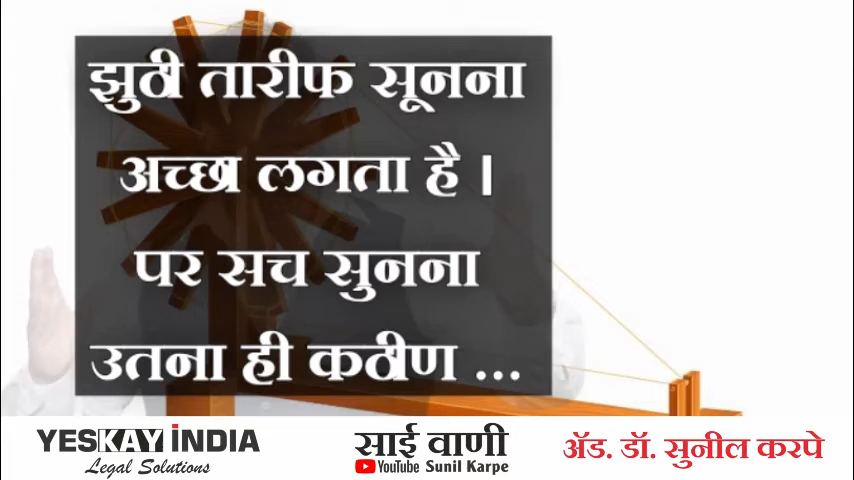 झुठी तारीफ सूनना
अच्छा लगता है |
पर सच सुनना
उतना ही कठीण ...
YESKAY INDIA
Legal Solutions
साई वाणी
YouTube Sunil Karpe
ॲड. डॉ. सुनील करपे